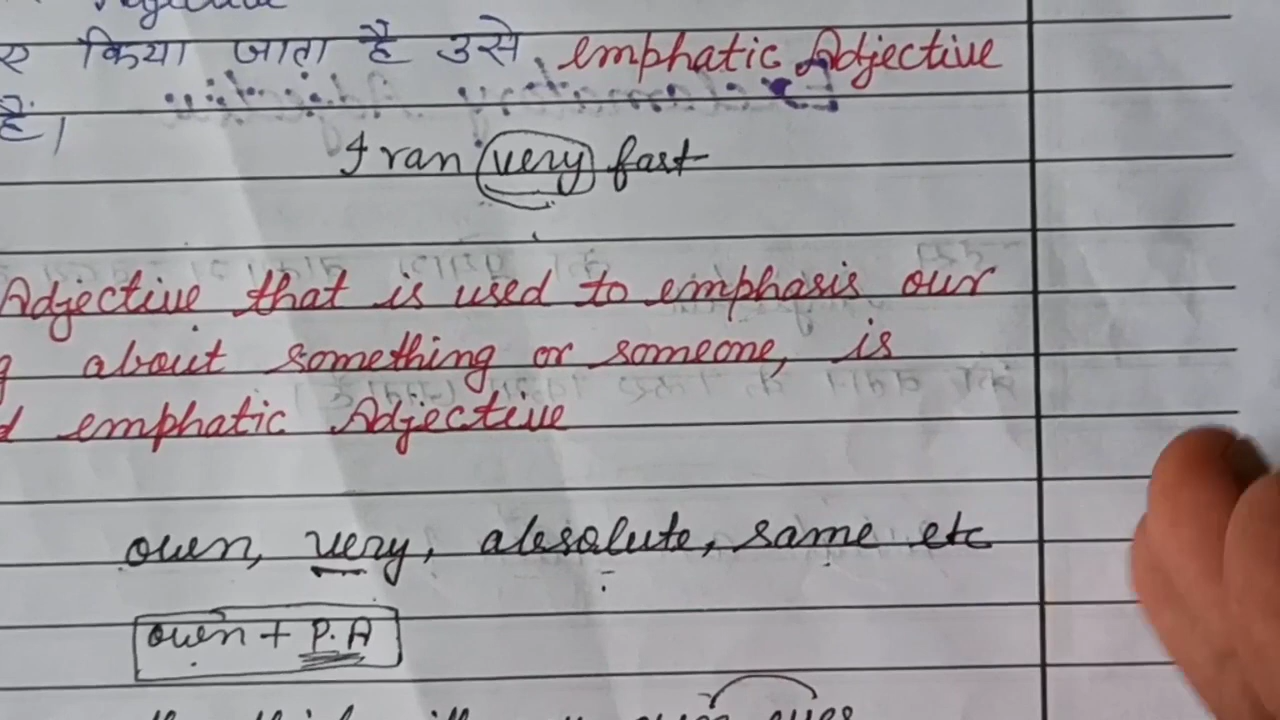 किया जाता है उसे emphatic Adjective
है।
I ran very fast
Adjective that is used to emphasis our
about something or someone, is
emphatic Adjective
own, very, absolute, same etc
own + P.A